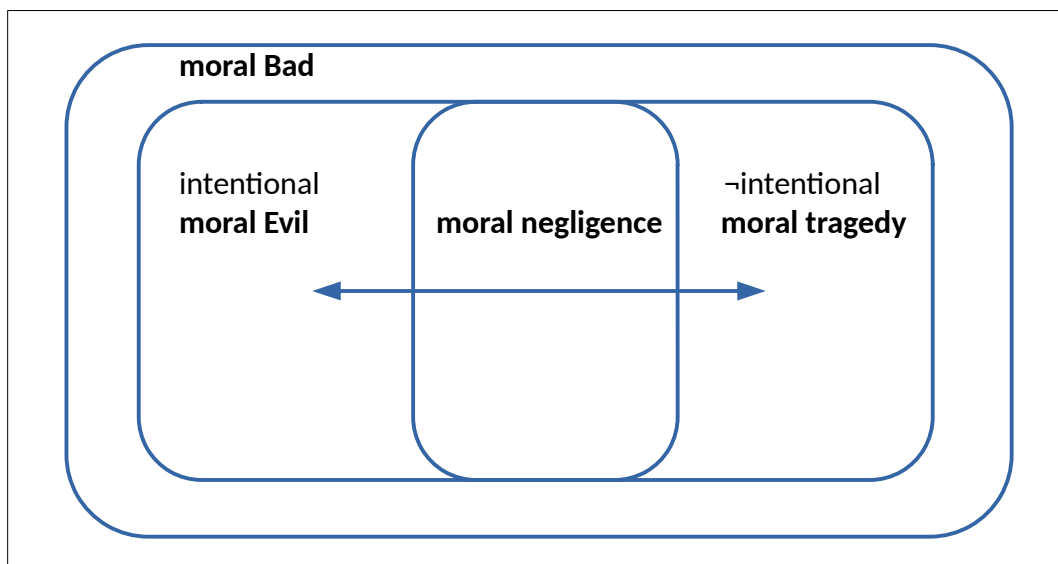 moral Bad
intentional
moral Evil
moral negligence
¬intentional
moral tragedy